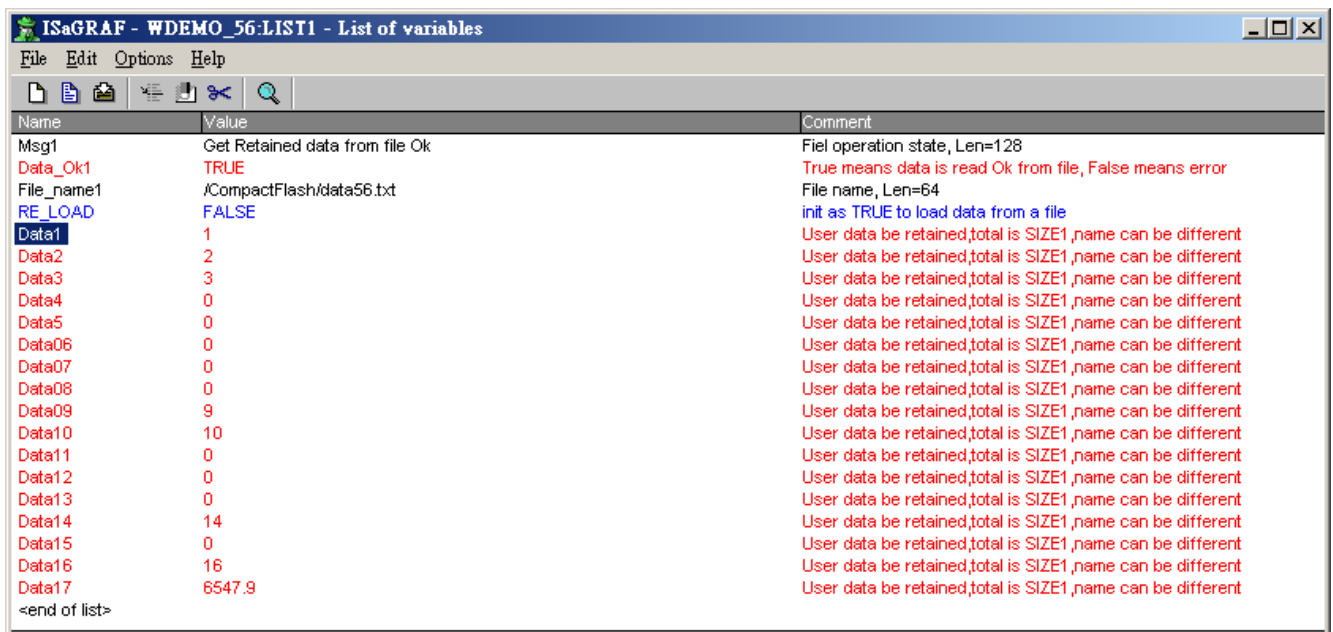 ISaGRAF - WDEMO_56:LIST1 - List of variables
File Edit Options Help
Name Value Comment
Msg1 Get Retained data from file Ok Fiel operation state, Len=128
Data_Ok1 TRUE True means data is read Ok from file, False means error
File_name1 /CompactFlash/data56.txt File name, Len=64
RE_LOAD FALSE init as TRUE to load data from a file
Data1 1 User data be retained,total is SIZE1,name can be different
Data2 2 User data be retained,total is SIZE1,name can be different
Data3 3 User data be retained,total is SIZE1,name can be different
Data4 0 User data be retained,total is SIZE1,name can be different
Data5 0 User data be retained,total is SIZE1,name can be different
Data06 0 User data be retained,total is SIZE1,name can be different
Data07 0 User data be retained,total is SIZE1,name can be different
Data08 0 User data be retained,total is SIZE1,name can be different
Data09 9 User data be retained,total is SIZE1,name can be different
Data10 10 User data be retained,total is SIZE1,name can be different
Data11 0 User data be retained,total is SIZE1,name can be different
Data12 0 User data be retained,total is SIZE1,name can be different
Data13 0 User data be retained,total is SIZE1,name can be different
Data14 14 User data be retained,total is SIZE1,name can be different
Data15 0 User data be retained,total is SIZE1,name can be different
Data16 16 User data be retained,total is SIZE1,name can be different
Data17 6547.9 User data be retained,total is SIZE1,name can be different
<end of list>